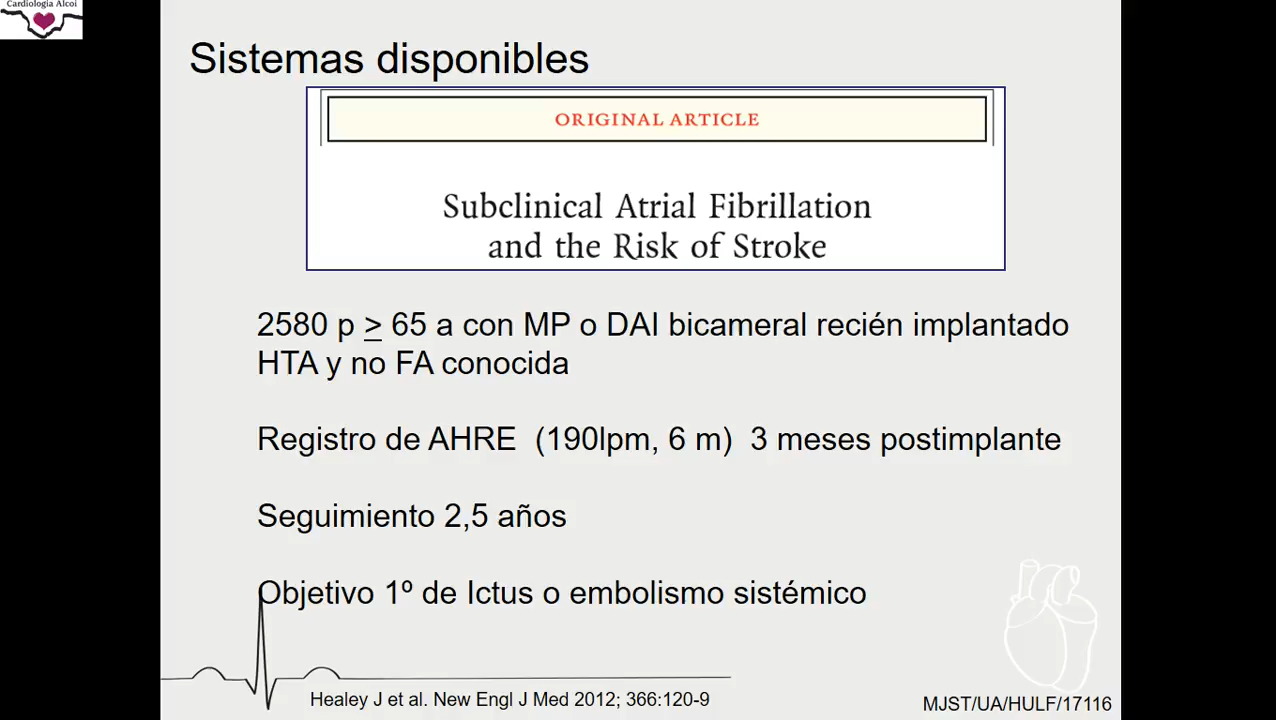 Cardiología Alcoi
Sistemas disponibles
ORIGINAL ARTICLE
Subclinical Atrial Fibrillation
and the Risk of Stroke
2580 p > 65 a con MP o DAI bicameral recién implantado
HTA y no FA conocida
Registro de AHRE (190lpm, 6 m) 3 meses postimplante
Seguimiento 2,5 años
Objetivo 1º de Ictus o embolismo sistémico
Healey J et al. New Engl J Med 2012; 366:120-9
MJST/UA/HULF/17116